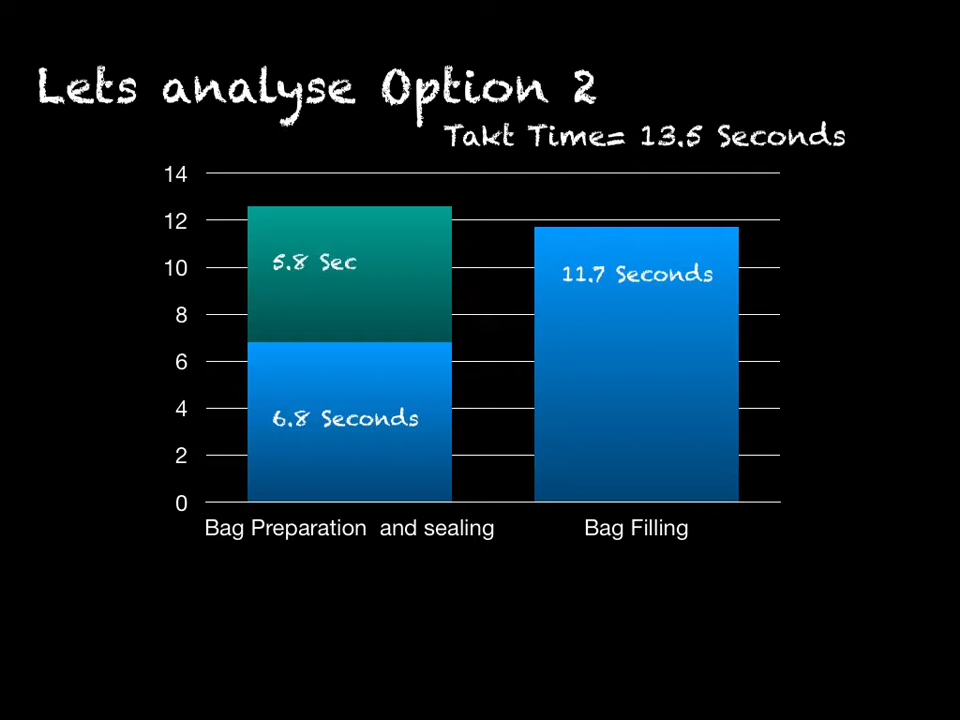 Lets analyse Option 2
Takt Time= 13.5 Seconds
14
12
10
8
6
4
2
0
5.8 Sec
11.7 Seconds
6.8 Seconds
Bag Preparation and sealing
Bag Filling